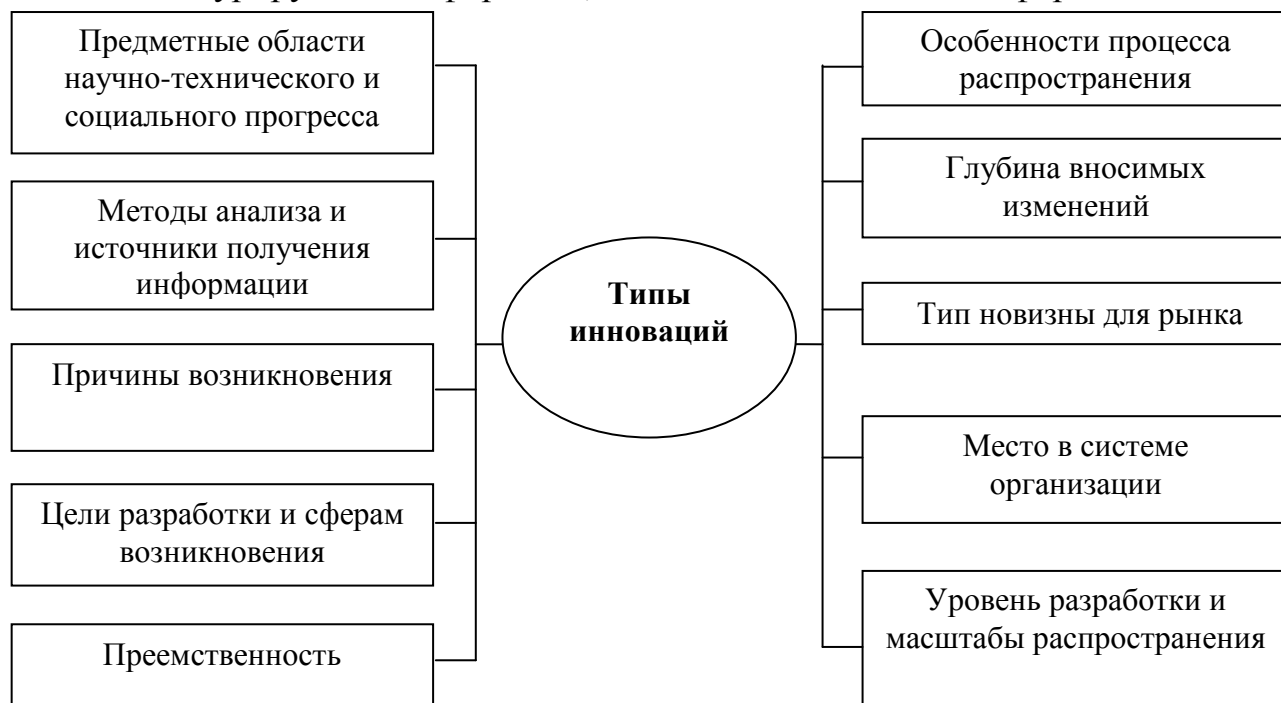 Предметные области
научно-технического и
социального прогресса
Методы анализа и
источники получения
информации
Причины возникновения
Цели разработки и сферам
возникновения
Преемственность
Типы
инноваций
Особенности процесса
распространения
Глубина вносимых
изменений
Тип новизны для рынка
Место в системе
организации
Уровень разработки и
масштабы распространения